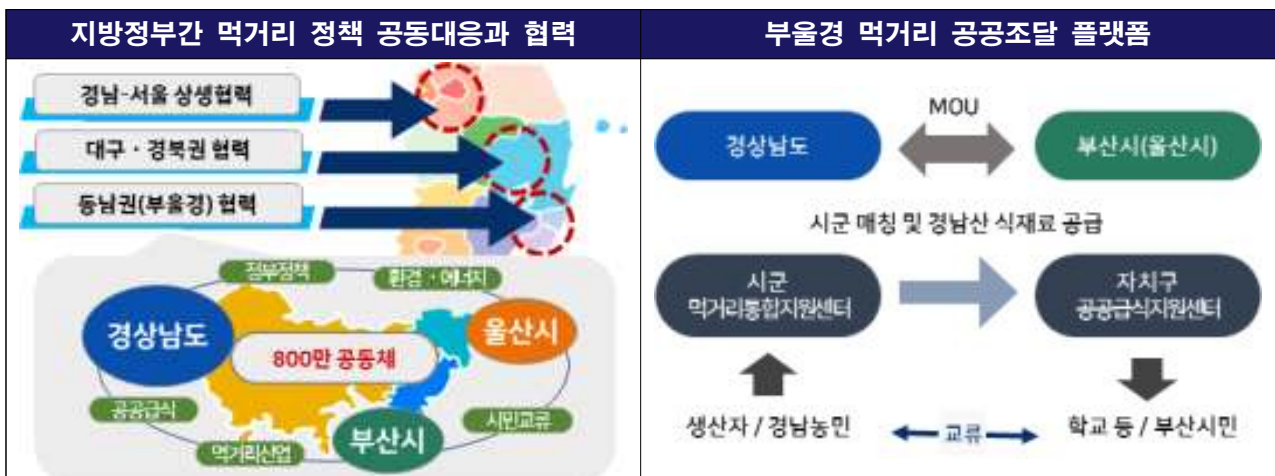 지방정부간 먹거리 정책 공동대응과 협력
경남-서울 상생협력
대구·경북권 협력
동남권(부울경) 협력
정부정책
환경·에너지
경상남도
울산시
800만 공동체
공공급식
시민교류
부산시
먹거리산업
부울경 먹거리 공공조달 플랫폼
MOU
경상남도
부산시(울산시)
시군 매칭 및 경남산 식재료 공급
시군
먹거리통합지원센터
자치구
공공급식지원센터
생산자 / 경남농민
교류
학교 등 / 부산시민